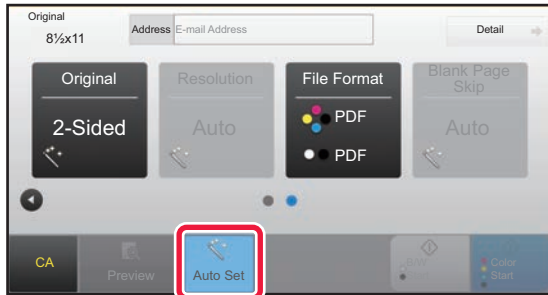 Original
8½x11
Address E-mail Address
Detail
Original
2-Sided
Resolution
Auto
File Format
PDF
PDF
Blank Page
Skip
Auto
CA
Preview
Auto Set
B/W
Start
Color
Start